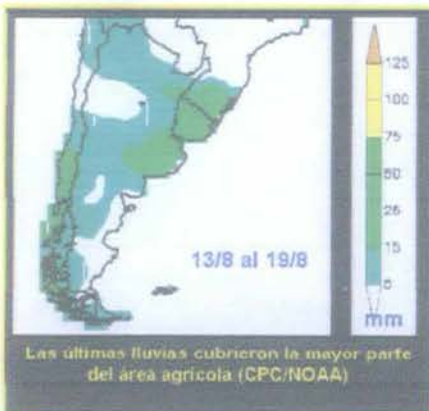 125
100
75
50
25
15
0
mm
13/8 al 19/8
Las últimas lluvias cubrieron la mayor parte
del área agrícola (CPC/NOAA)